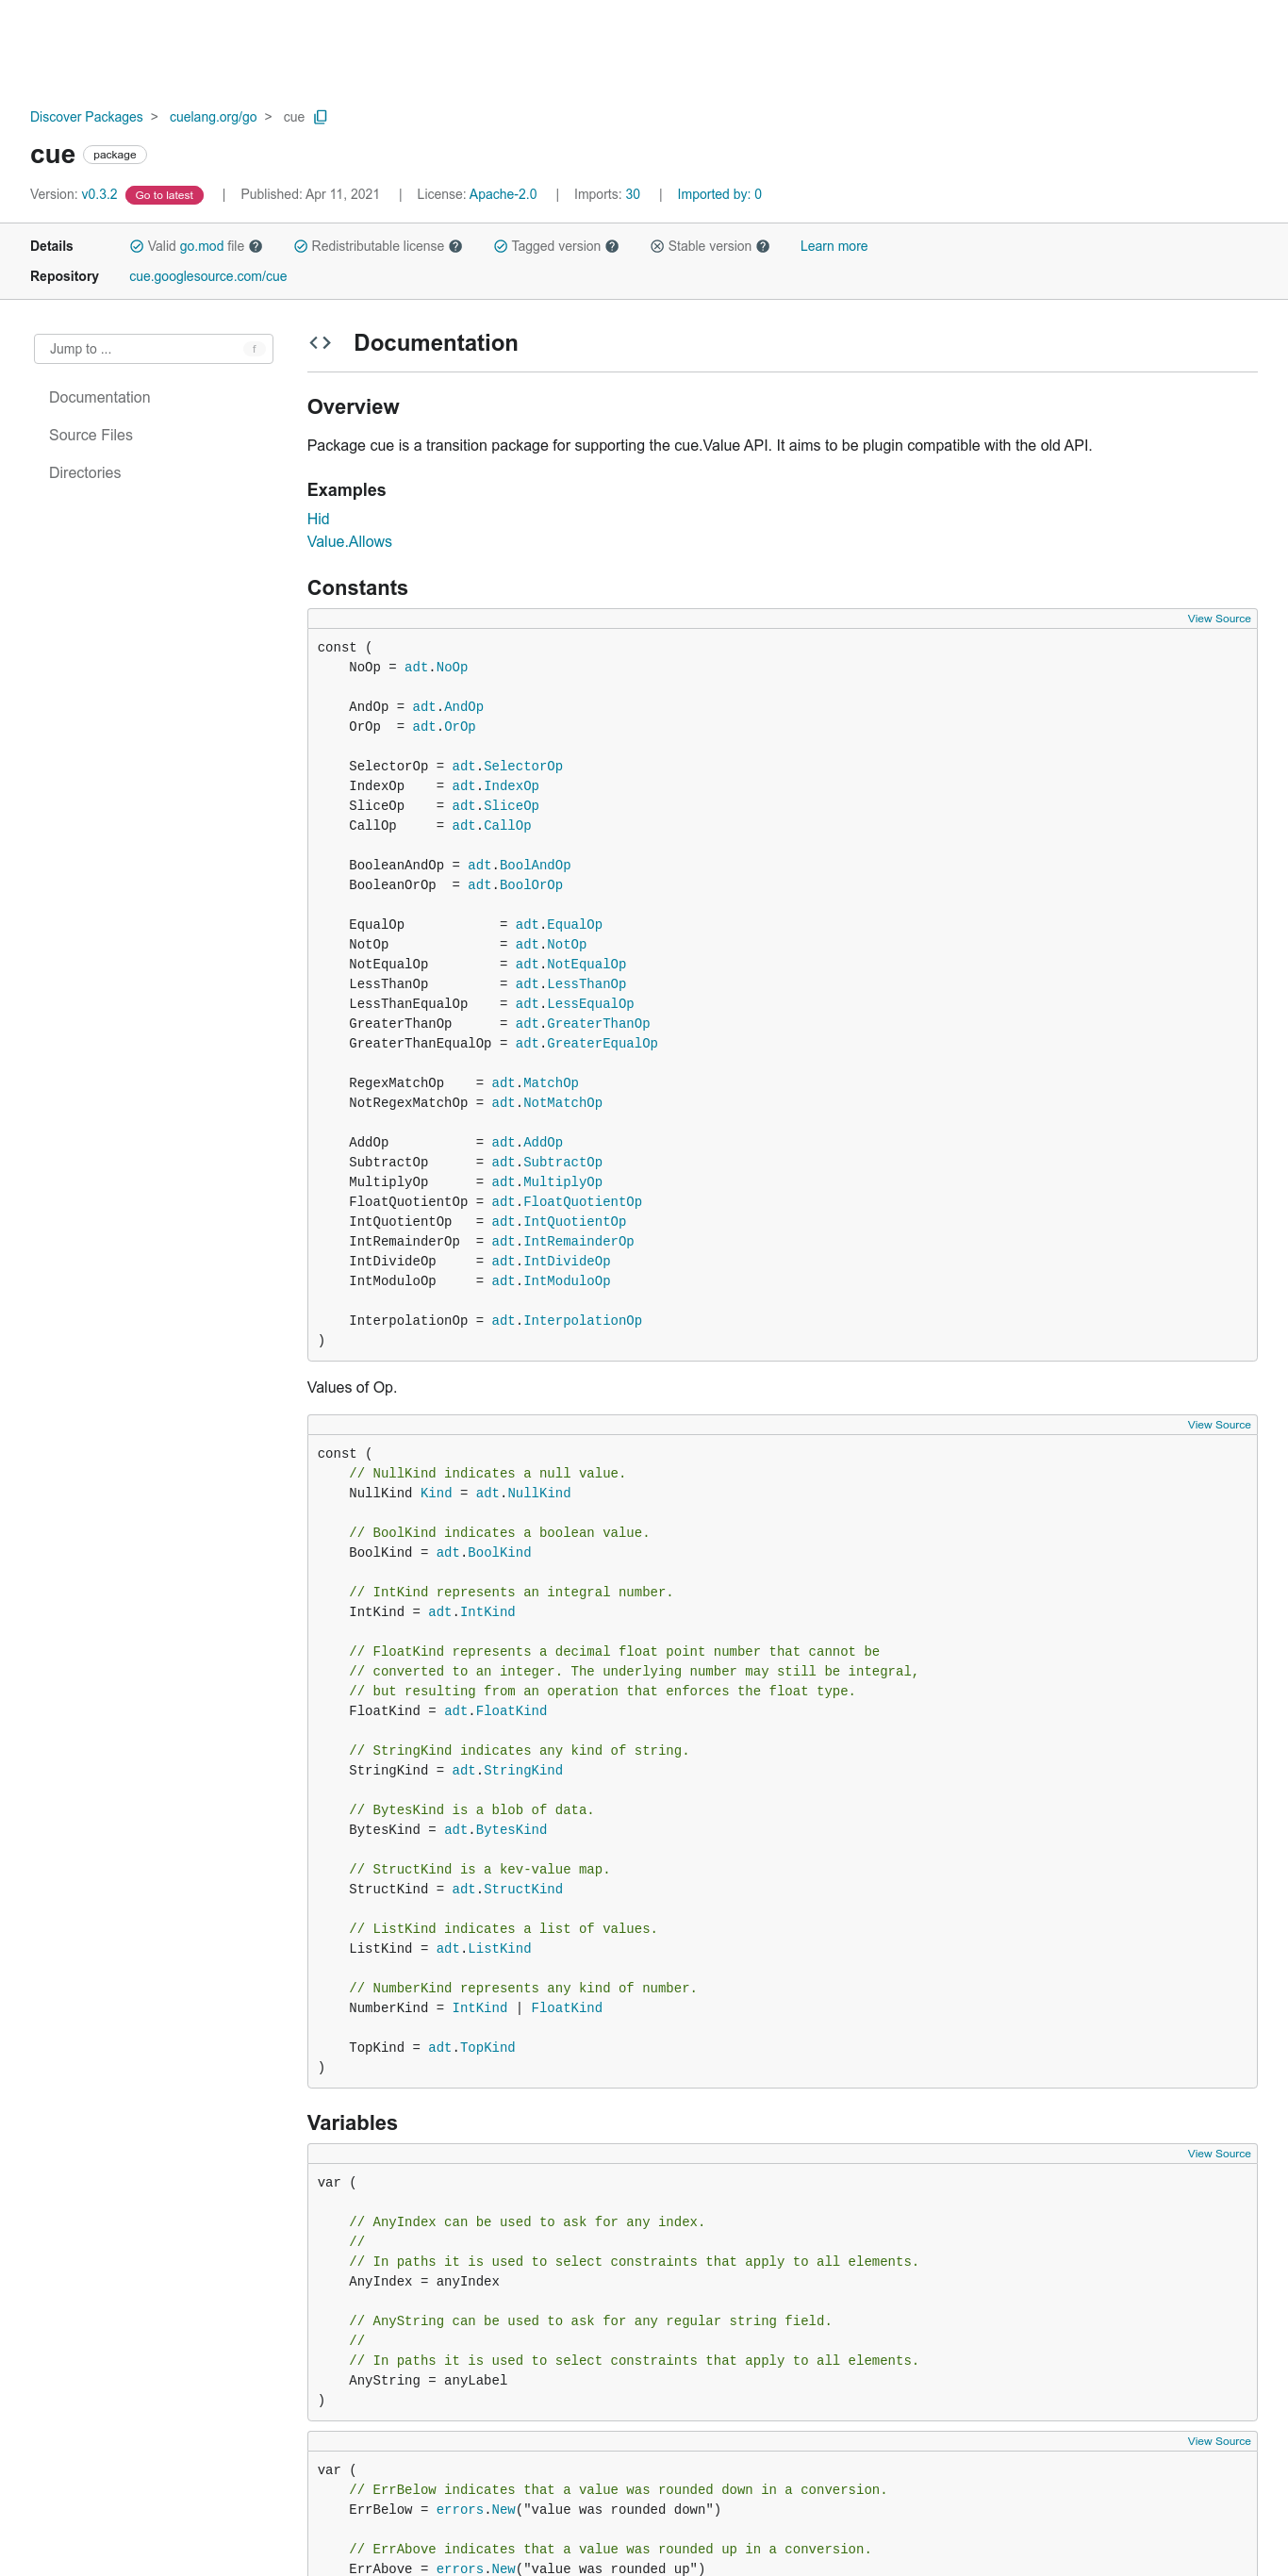 Discover Packages > cuelang.org/go > cue
cue package
Version: v0.3.2 Go to latest | Published: Apr 11, 2021 | License: Apache-2.0 | Imports: 30 | Imported by: 0
Details Valid go.mod file ? Redistributable license ? Tagged version ? Stable version ? Learn more
Repository cue.googlesource.com/cue
Jump to ... f
Documentation
Source Files
Directories
<> Documentation
Overview
Package cue is a transition package for supporting the cue.Value API. It aims to be plugin compatible with the old API.
Examples
Hid
Value.Allows
Constants
View Source
const (
    NoOp = adt.NoOp

    AndOp = adt.AndOp
    OrOp  = adt.OrOp

    SelectorOp = adt.SelectorOp
    IndexOp    = adt.IndexOp
    SliceOp    = adt.SliceOp
    CallOp     = adt.CallOp

    BooleanAndOp = adt.BoolAndOp
    BooleanOrOp  = adt.BoolOrOp

    EqualOp            = adt.EqualOp
    NotOp              = adt.NotOp
    NotEqualOp         = adt.NotEqualOp
    LessThanOp         = adt.LessThanOp
    LessThanEqualOp    = adt.LessEqualOp
    GreaterThanOp      = adt.GreaterThanOp
    GreaterThanEqualOp = adt.GreaterEqualOp

    RegexMatchOp    = adt.MatchOp
    NotRegexMatchOp = adt.NotMatchOp

    AddOp           = adt.AddOp
    SubtractOp      = adt.SubtractOp
    MultiplyOp      = adt.MultiplyOp
    FloatQuotientOp = adt.FloatQuotientOp
    IntQuotientOp   = adt.IntQuotientOp
    IntRemainderOp  = adt.IntRemainderOp
    IntDivideOp     = adt.IntDivideOp
    IntModuloOp     = adt.IntModuloOp

    InterpolationOp = adt.InterpolationOp
)
Values of Op.
View Source
const (
    // NullKind indicates a null value.
    NullKind Kind = adt.NullKind

    // BoolKind indicates a boolean value.
    BoolKind = adt.BoolKind

    // IntKind represents an integral number.
    IntKind = adt.IntKind

    // FloatKind represents a decimal float point number that cannot be
    // converted to an integer. The underlying number may still be integral,
    // but resulting from an operation that enforces the float type.
    FloatKind = adt.FloatKind

    // StringKind indicates any kind of string.
    StringKind = adt.StringKind

    // BytesKind is a blob of data.
    BytesKind = adt.BytesKind

    // StructKind is a kev-value map.
    StructKind = adt.StructKind

    // ListKind indicates a list of values.
    ListKind = adt.ListKind

    // NumberKind represents any kind of number.
    NumberKind = IntKind | FloatKind

    TopKind = adt.TopKind
)
Variables
View Source
var (

    // AnyIndex can be used to ask for any index.
    //
    // In paths it is used to select constraints that apply to all elements.
    AnyIndex = anyIndex

    // AnyString can be used to ask for any regular string field.
    //
    // In paths it is used to select constraints that apply to all elements.
    AnyString = anyLabel
)
View Source
var (
    // ErrBelow indicates that a value was rounded down in a conversion.
    ErrBelow = errors.New("value was rounded down")

    // ErrAbove indicates that a value was rounded up in a conversion.
    ErrAbove = errors.New("value was rounded up")